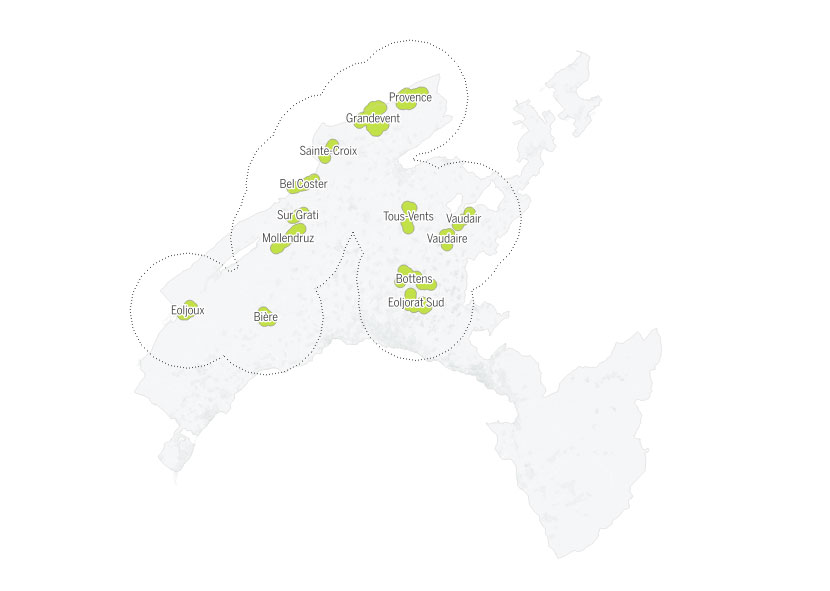 Provence
Grandevent
Sainte-Croix
Bel Coster
Sur Grati
Tous-Vents
Vaudair
Mollendruz
Vaudaire
Bottens
Eoljorat Sud
Eoljoux
Bière